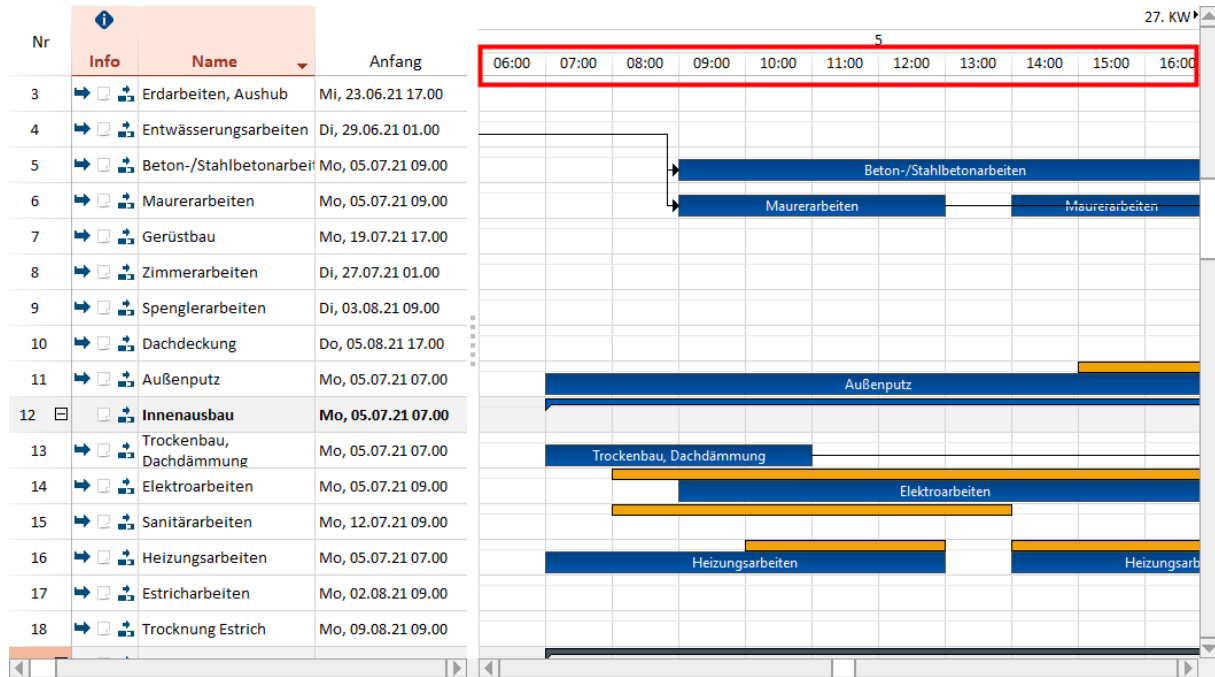 27. KW
Nr
5
Info Name Anfang
06:00 07:00 08:00 09:00 10:00 11:00 12:00 13:00 14:00 15:00 16:00
3 Erdarbeiten, Aushub Mi, 23.06.21 17.00
4 Entwässerungsarbeiten Di, 29.06.21 01.00
5 Beton-/Stahlbetonarbeit Mo, 05.07.21 09.00 Beton-/Stahlbetonarbeiten
6 Maurerarbeiten Mo, 05.07.21 09.00 Maurerarbeiten Maurerarbeiten
7 Gerüstbau Mo, 19.07.21 17.00
8 Zimmerarbeiten Di, 27.07.21 01.00
9 Spenglerarbeiten Di, 03.08.21 09.00
10 Dachdeckung Do, 05.08.21 17.00
11 Außenputz Mo, 05.07.21 07.00 Außenputz
12 Innenausbau Mo, 05.07.21 07.00
13 Trockenbau,
Dachdämmung Mo, 05.07.21 07.00 Trockenbau, Dachdämmung
14 Elektroarbeiten Mo, 05.07.21 09.00 Elektroarbeiten
15 Sanitärarbeiten Mo, 12.07.21 09.00
16 Heizungsarbeiten Mo, 05.07.21 07.00 Heizungsarbeiten Heizungsarb
17 Estricharbeiten Mo, 02.08.21 09.00
18 Trocknung Estrich Mo, 09.08.21 09.00